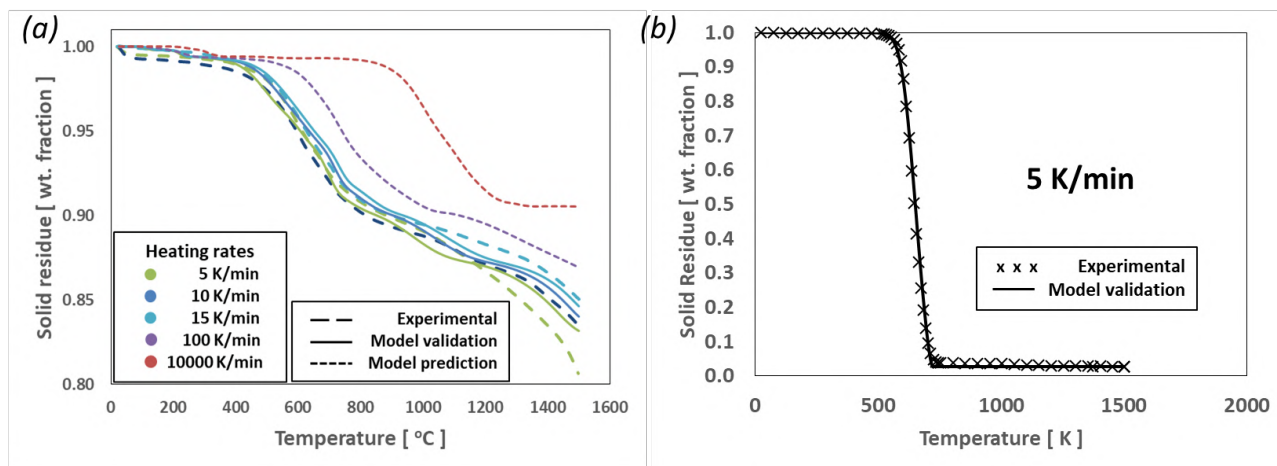 (a)
1.00
0.95
0.90
0.85
0.80
Solid residue [ wt. fraction ]
Heating rates
5 K/min
10 K/min
15 K/min
100 K/min
10000 K/min
Experimental
Model validation
Model prediction
0 200 400 600 800 1000 1200 1400 1600
Temperature [ °C ]
(b)
1.0
0.9
0.8
0.7
0.6
0.5
0.4
0.3
0.2
0.1
0.0
Solid Residue [ wt. fraction ]
5 K/min
x x x Experimental
Model validation
0 500 1000 1500 2000
Temperature [ K ]